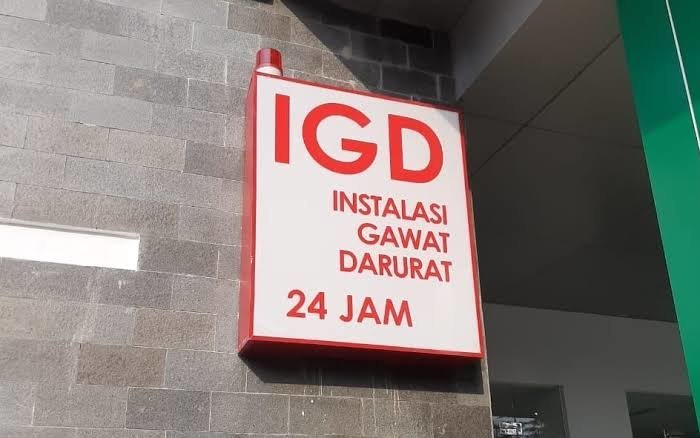 IGD
INSTALASI
GAWAT
DARURAT
24 JAM